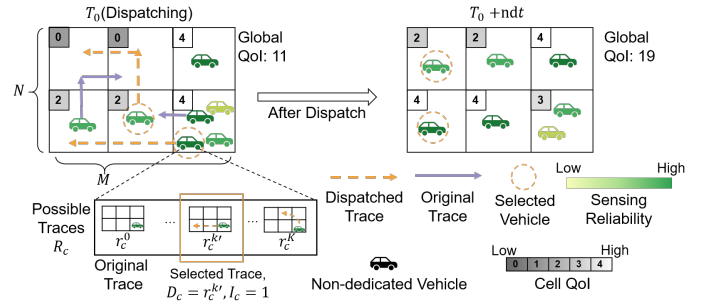 T₀(Dispatching)
T₀ +ndt
0 0 4
Global
QoI: 11
2 2 4
N
M
After Dispatch
2 2 4
Global
QoI: 19
4 4 3
Possible
Traces
R_c
r_c^0 ... r_c^{k′} ... r_c^K
Original
Trace
Selected Trace,
D_c = r_c^{k′}, l_c = 1
Dispatched
Trace
Original
Trace
Selected
Vehicle
Low High
Sensing
Reliability
Non-dedicated Vehicle
Low High
0 1 2 3 4
Cell QoI